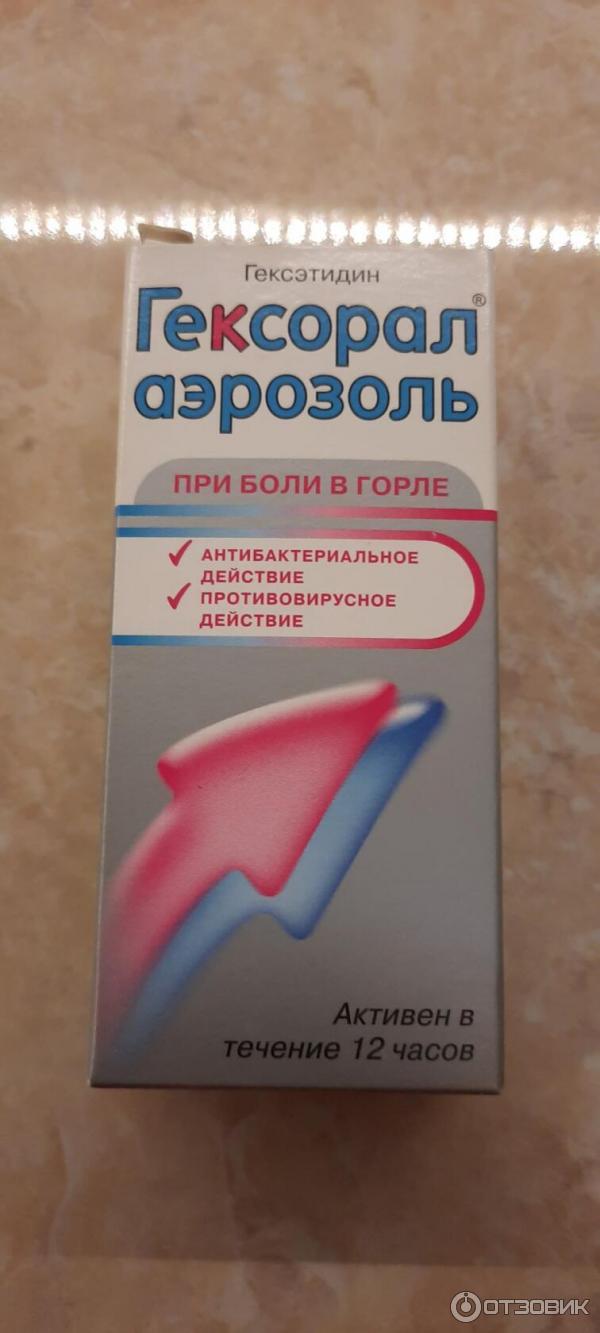 Гексэтидин
Гексорал®
аэрозоль
ПРИ БОЛИ В ГОРЛЕ
✓ АНТИБАКТЕРИАЛЬНОЕ
ДЕЙСТВИЕ
✓ ПРОТИВОВИРУСНОЕ
ДЕЙСТВИЕ
Активен в
течение 12 часов
ОТЗОВИК